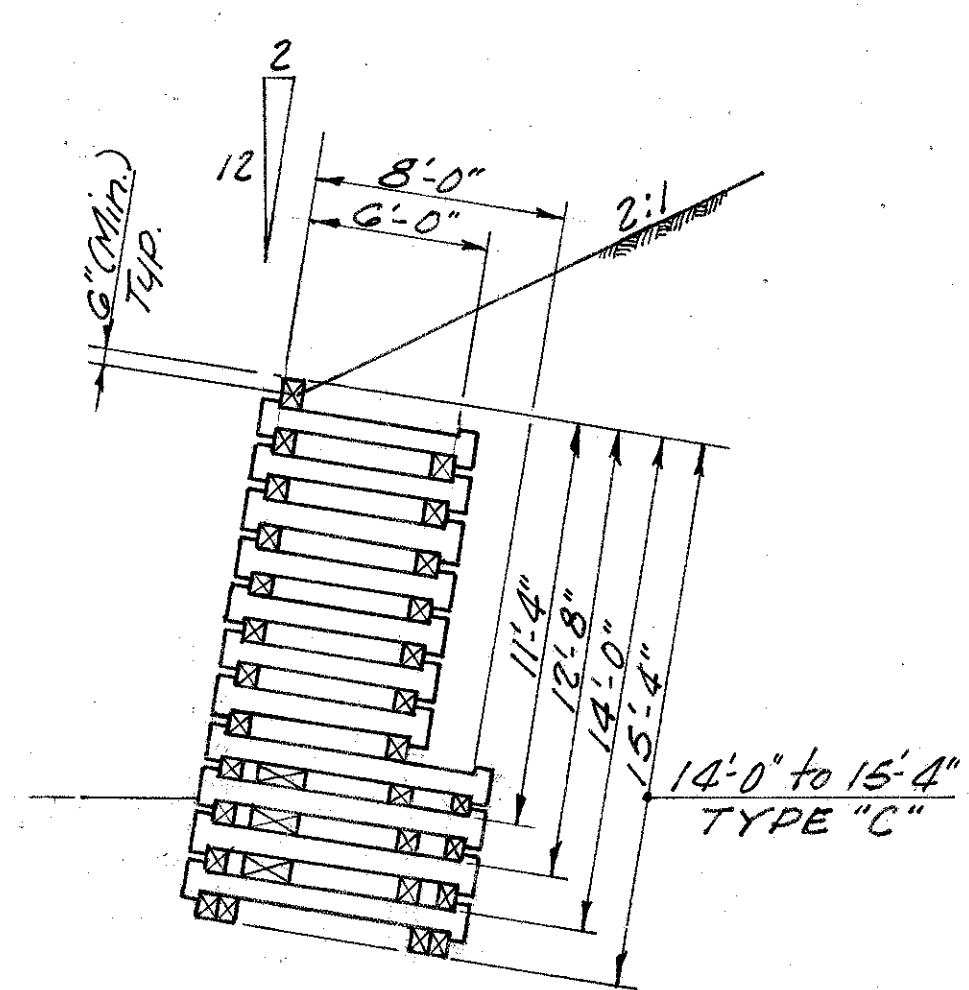 2
12
8'-0"
6'-0"
2:1
6" (Min.)
TYP.
11'-4"
12'-8"
14'-0"
15'-4"
14'-0" to 15'-4"
TYPE "C"